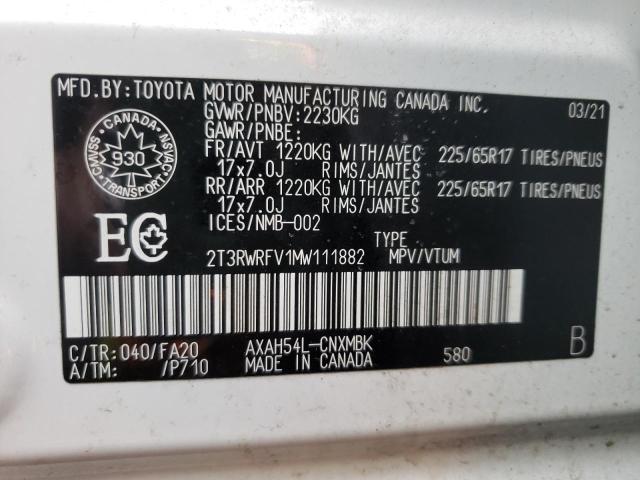 MFD.BY: TOYOTA MOTOR MANUFACTURING CANADA INC. 03/21
GVWR/PNBV: 2230KG
GAWR/PNBE:
FR/AVT 1220KG WITH/AVEC 225/65R17 TIRES/PNEUS
17x7.0J RIMS/JANTES
RR/ARR 1220KG WITH/AVEC 225/65R17 TIRES/PNEUS
17x7.0J RIMS/JANTES
ICES/NMB-002
CANADA
CMVSS 930 NSVAC
TRANSPORT
EC
TYPE
2T3RWRFV1MW111882 MPV/VTUM
C/TR: 040/FA20 AXAH54L-CNXMBK 580 B
A/TM: /P710 MADE IN CANADA